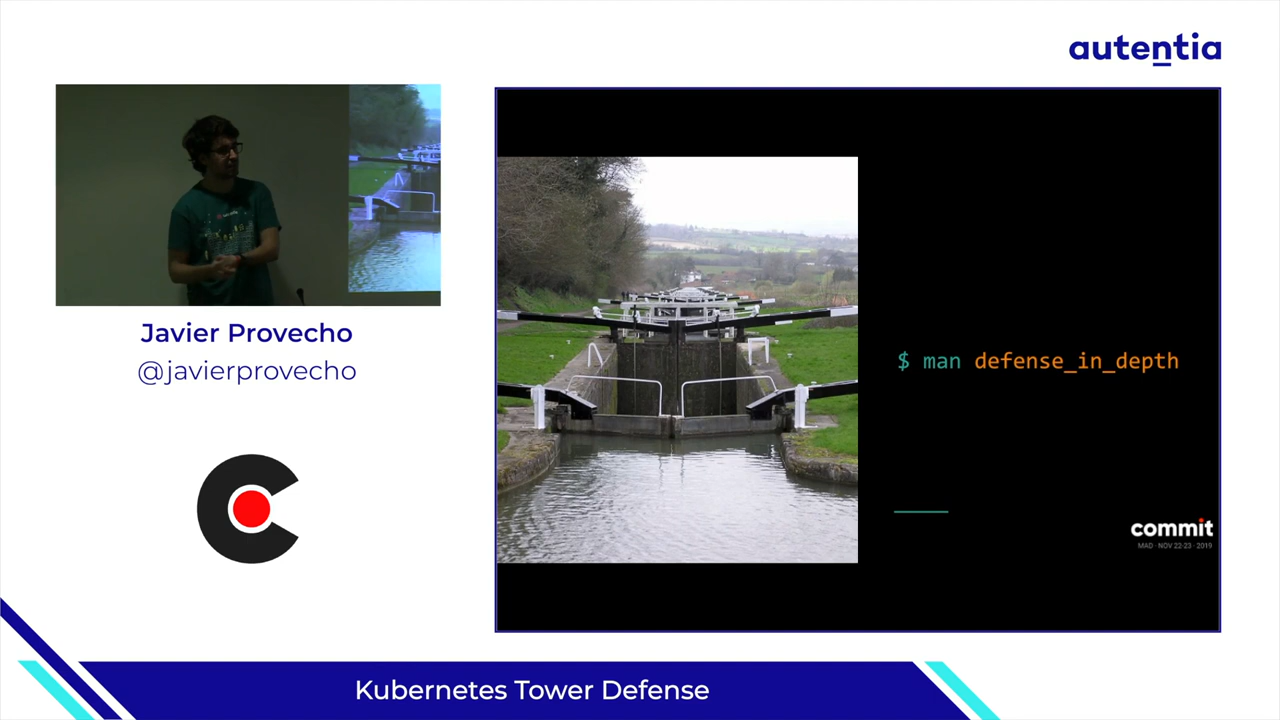 autentia
Javier Provecho
@javierprovecho
$ man defense_in_depth
commit
MAD · NOV 22-23 · 2019
Kubernetes Tower Defense